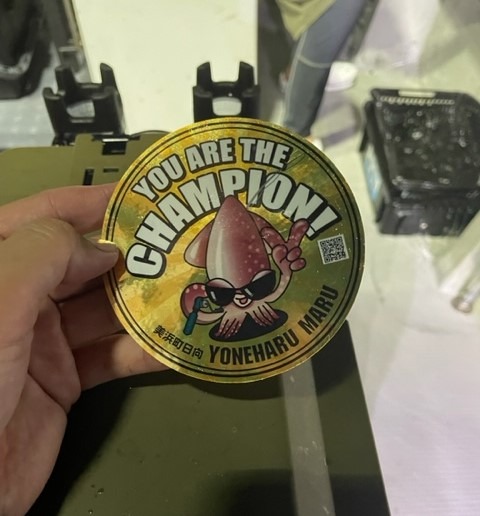 YOU ARE THE
CHAMPION!
美浜町日向 YONEHARU MARU